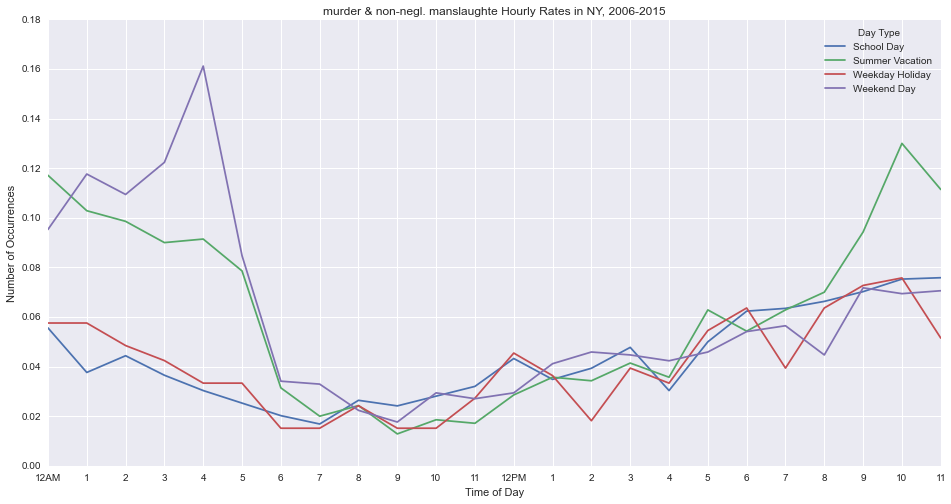 murder & non-negl. manslaughte Hourly Rates in NY, 2006-2015
Day Type
School Day
Summer Vacation
Weekday Holiday
Weekend Day
Number of Occurrences
0.18
0.16
0.14
0.12
0.10
0.08
0.06
0.04
0.02
0.00
12AM 1 2 3 4 5 6 7 8 9 10 11 12PM 1 2 3 4 5 6 7 8 9 10 11
Time of Day